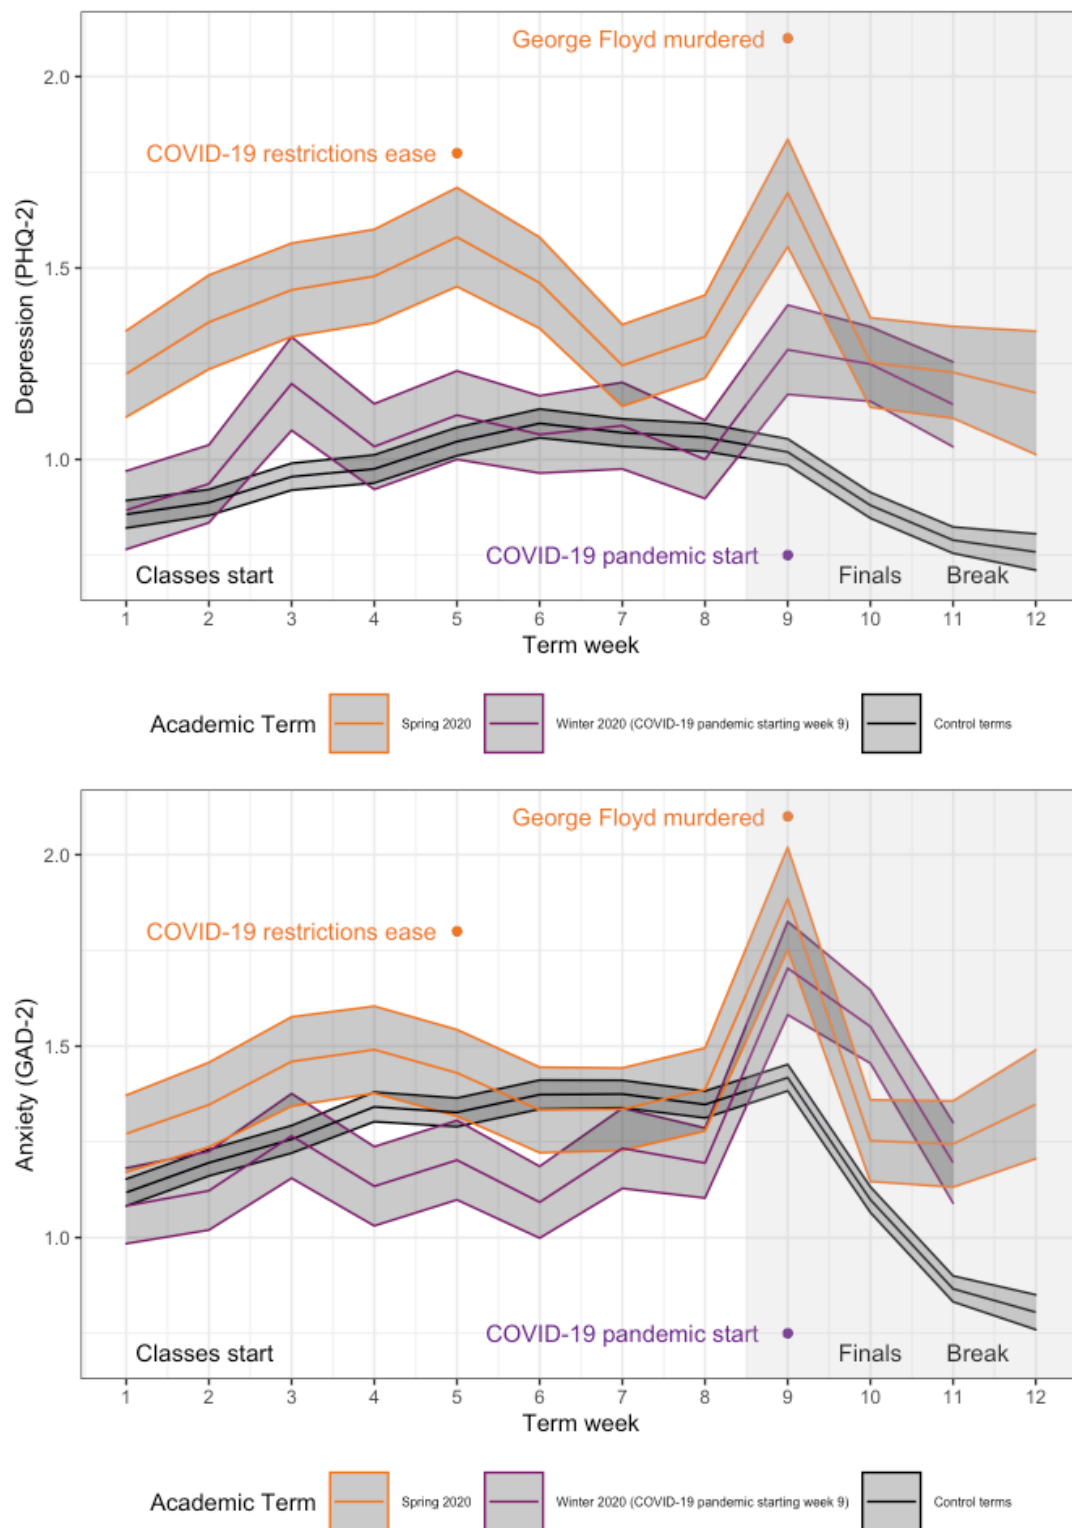 George Floyd murdered
2.0
COVID-19 restrictions ease
1.5
Depression (PHQ-2)
1.0
COVID-19 pandemic start
Classes start Finals Break
1 2 3 4 5 6 7 8 9 10 11 12
Term week
Academic Term Spring 2020 Winter 2020 (COVID-19 pandemic starting week 9) Control terms
George Floyd murdered
2.0
COVID-19 restrictions ease
1.5
Anxiety (GAD-2)
1.0
COVID-19 pandemic start
Classes start Finals Break
1 2 3 4 5 6 7 8 9 10 11 12
Term week
Academic Term Spring 2020 Winter 2020 (COVID-19 pandemic starting week 9) Control terms